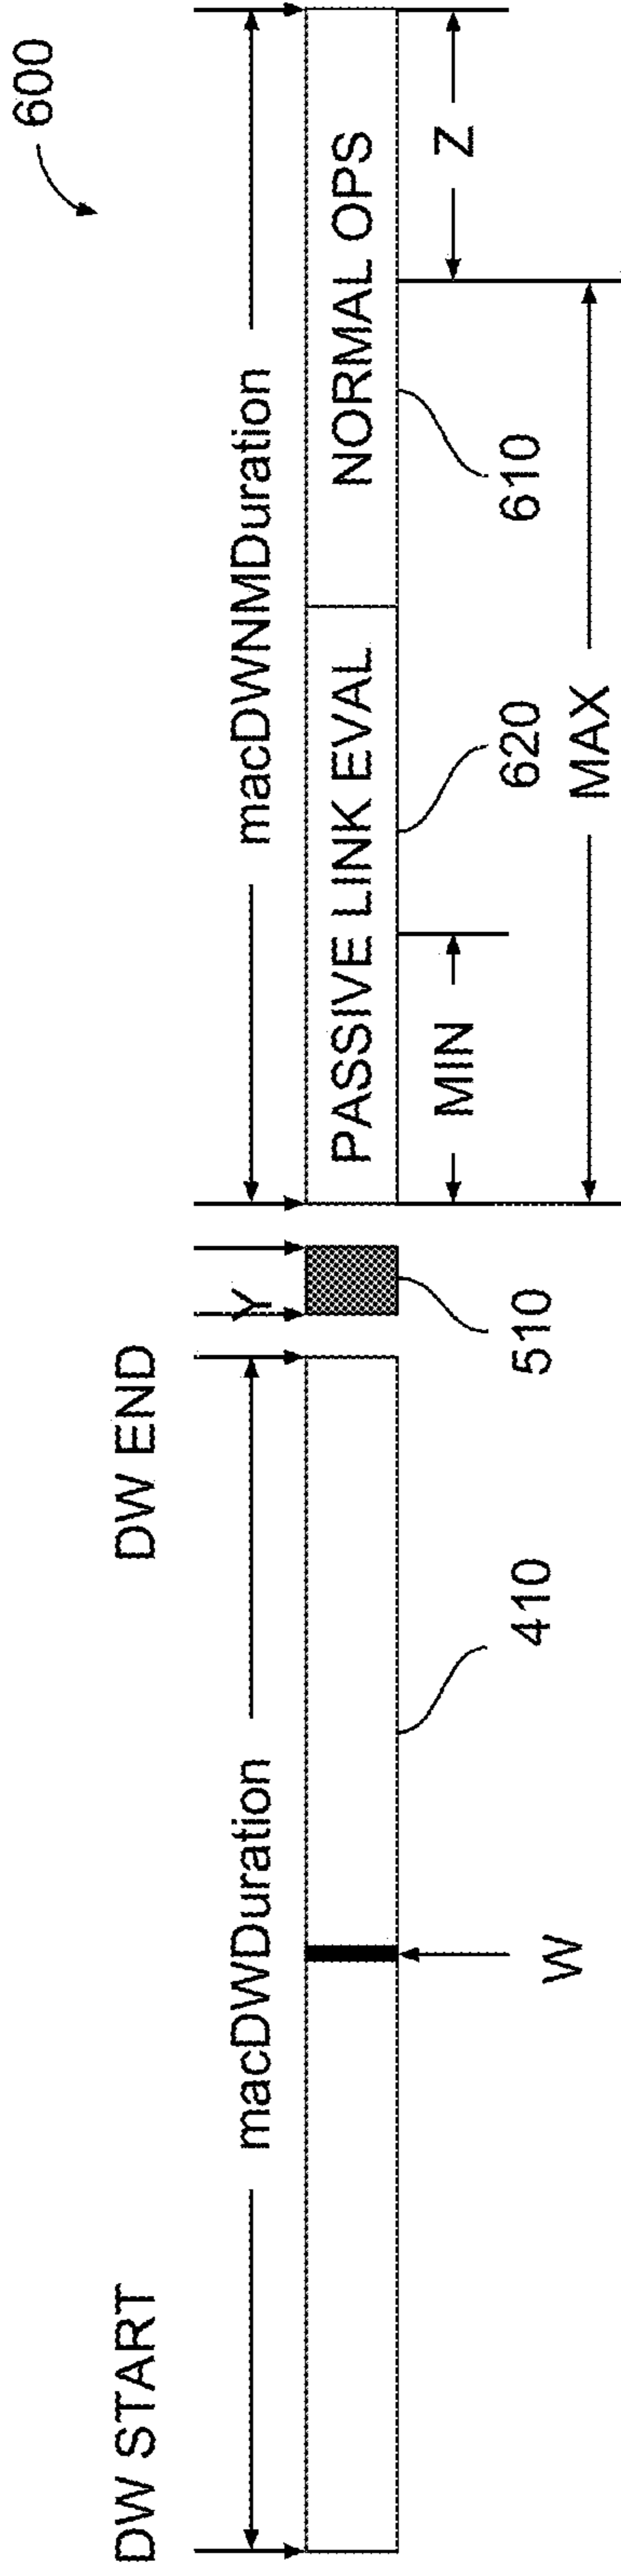 600
DW START
DW END
macDWDuration
Y
macDWNMDuration
PASSIVE LINK EVAL
NORMAL OPS
W
410
510
MIN
620
610
Z
MAX